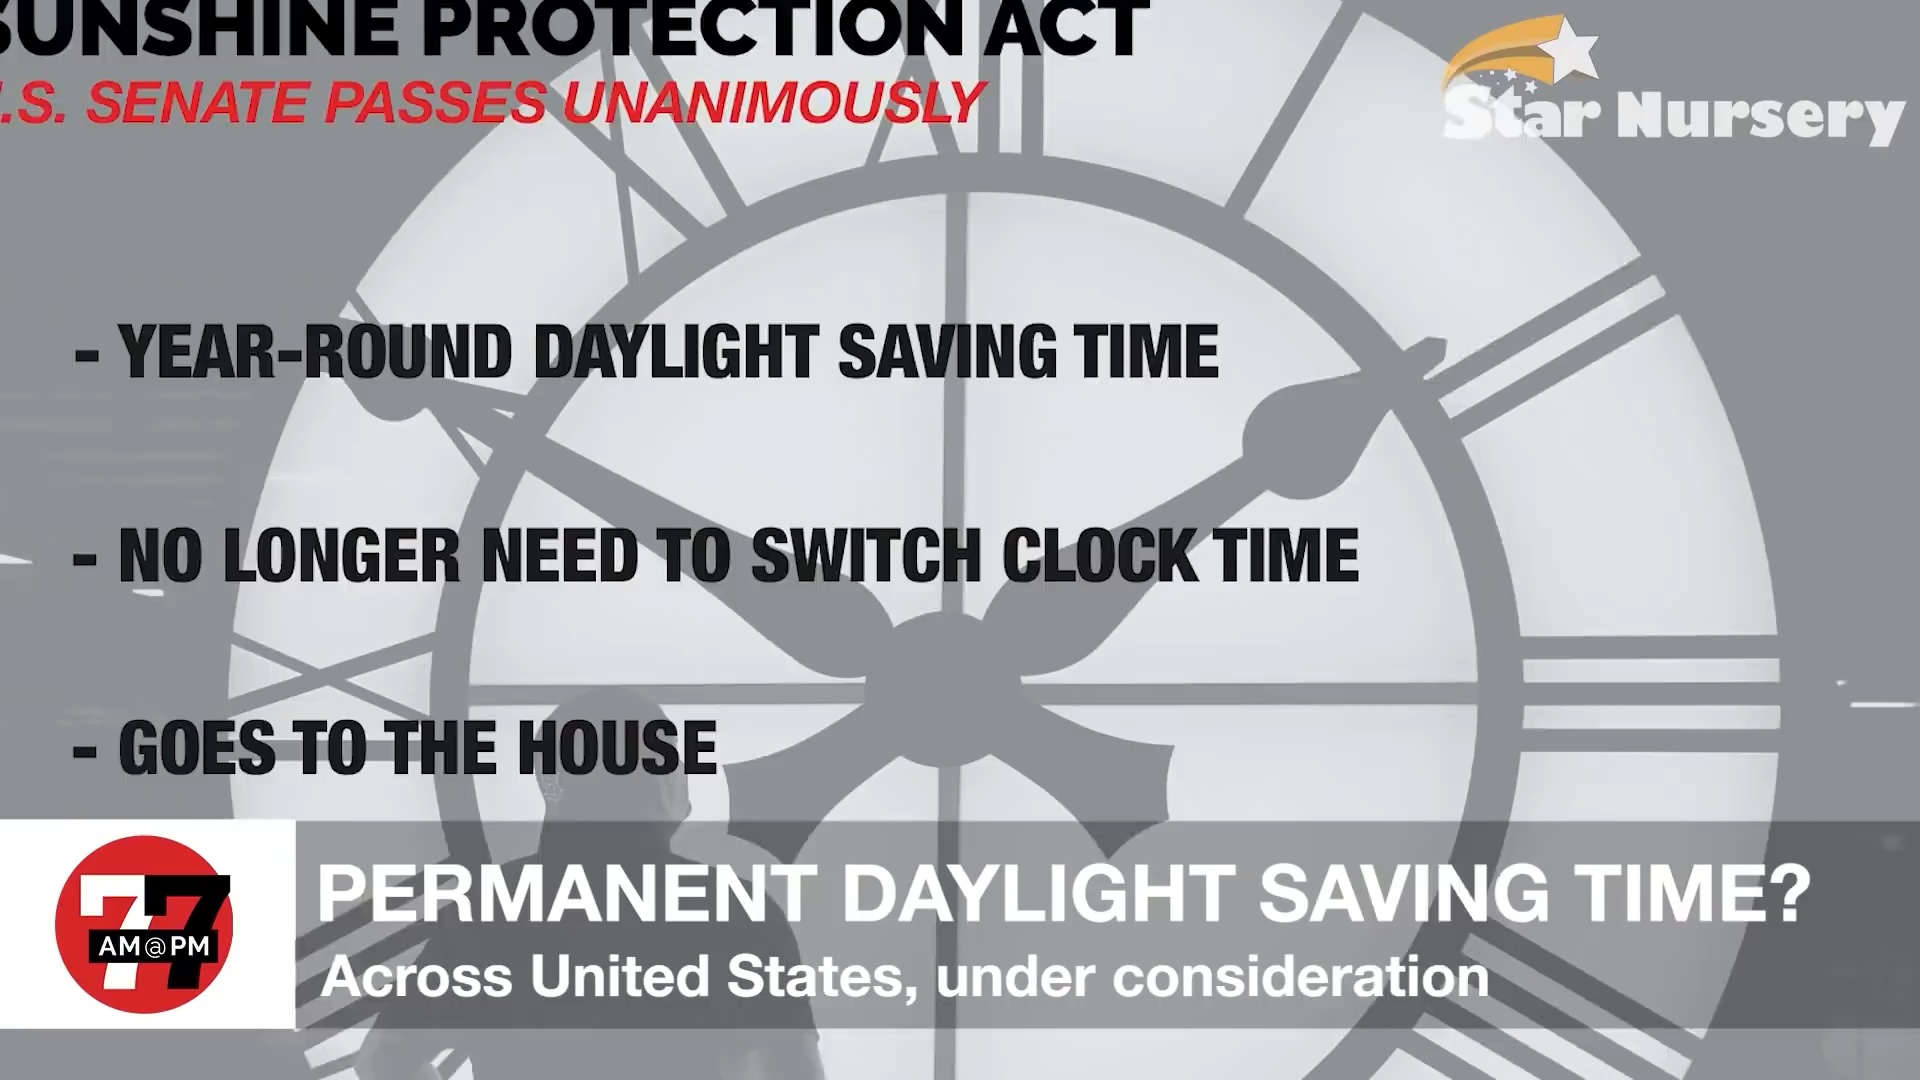 SUNSHINE PROTECTION ACT
.S. SENATE PASSES UNANIMOUSLY
Star Nursery
- YEAR-ROUND DAYLIGHT SAVING TIME
- NO LONGER NEED TO SWITCH CLOCK TIME
- GOES TO THE HOUSE
77
AM@PM
PERMANENT DAYLIGHT SAVING TIME?
Across United States, under consideration